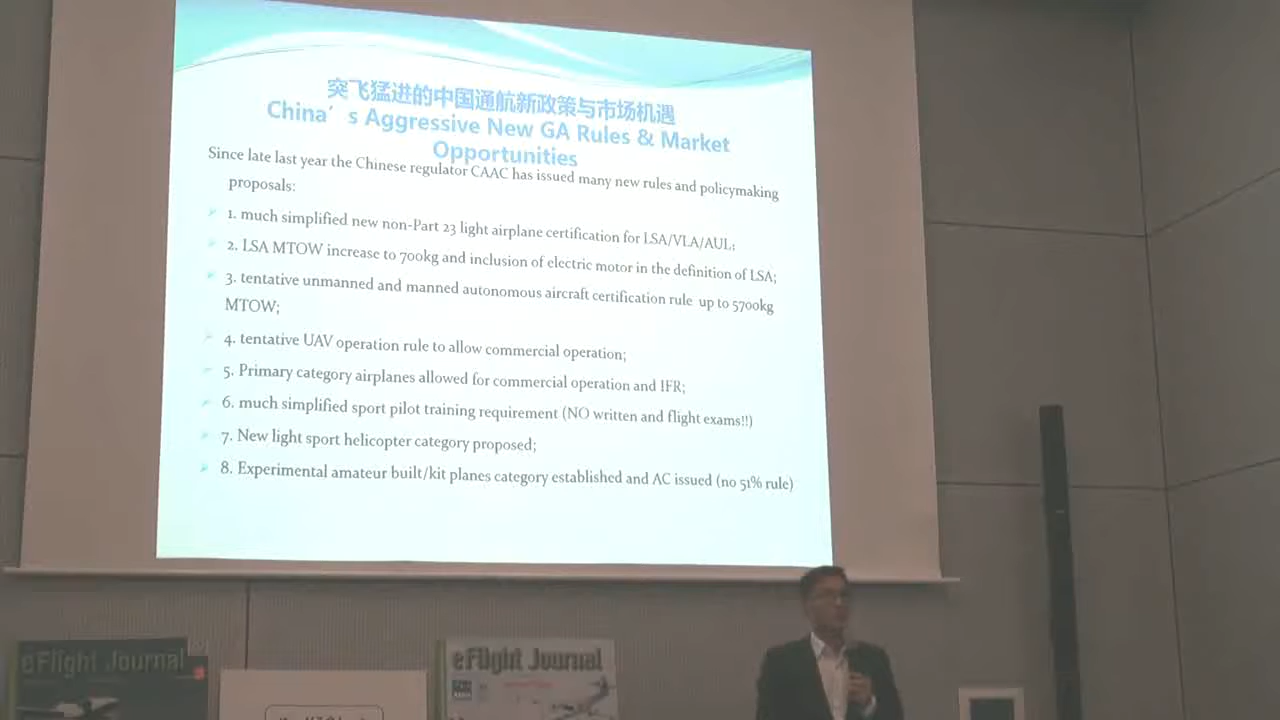 突飞猛进的中国通航新政策与市场机遇
China's Aggressive New GA Rules & Market
Opportunities
Since late last year the Chinese regulator CAAC has issued many new rules and policymaking
proposals:
1. much simplified new non-Part 23 light airplane certification for LSA/VLA/AUL;
2. LSA MTOW increase to 700kg and inclusion of electric motor in the definition of LSA;
3. tentative unmanned and manned autonomous aircraft certification rule up to 5700kg
MTOW;
4. tentative UAV operation rule to allow commercial operation;
5. Primary category airplanes allowed for commercial operation and IFR;
6. much simplified sport pilot training requirement (NO written and flight exams!!)
7. New light sport helicopter category proposed;
8. Experimental amateur built/kit planes category established and AC issued (no 51% rule)
eFlight Journal
eFlight Journal